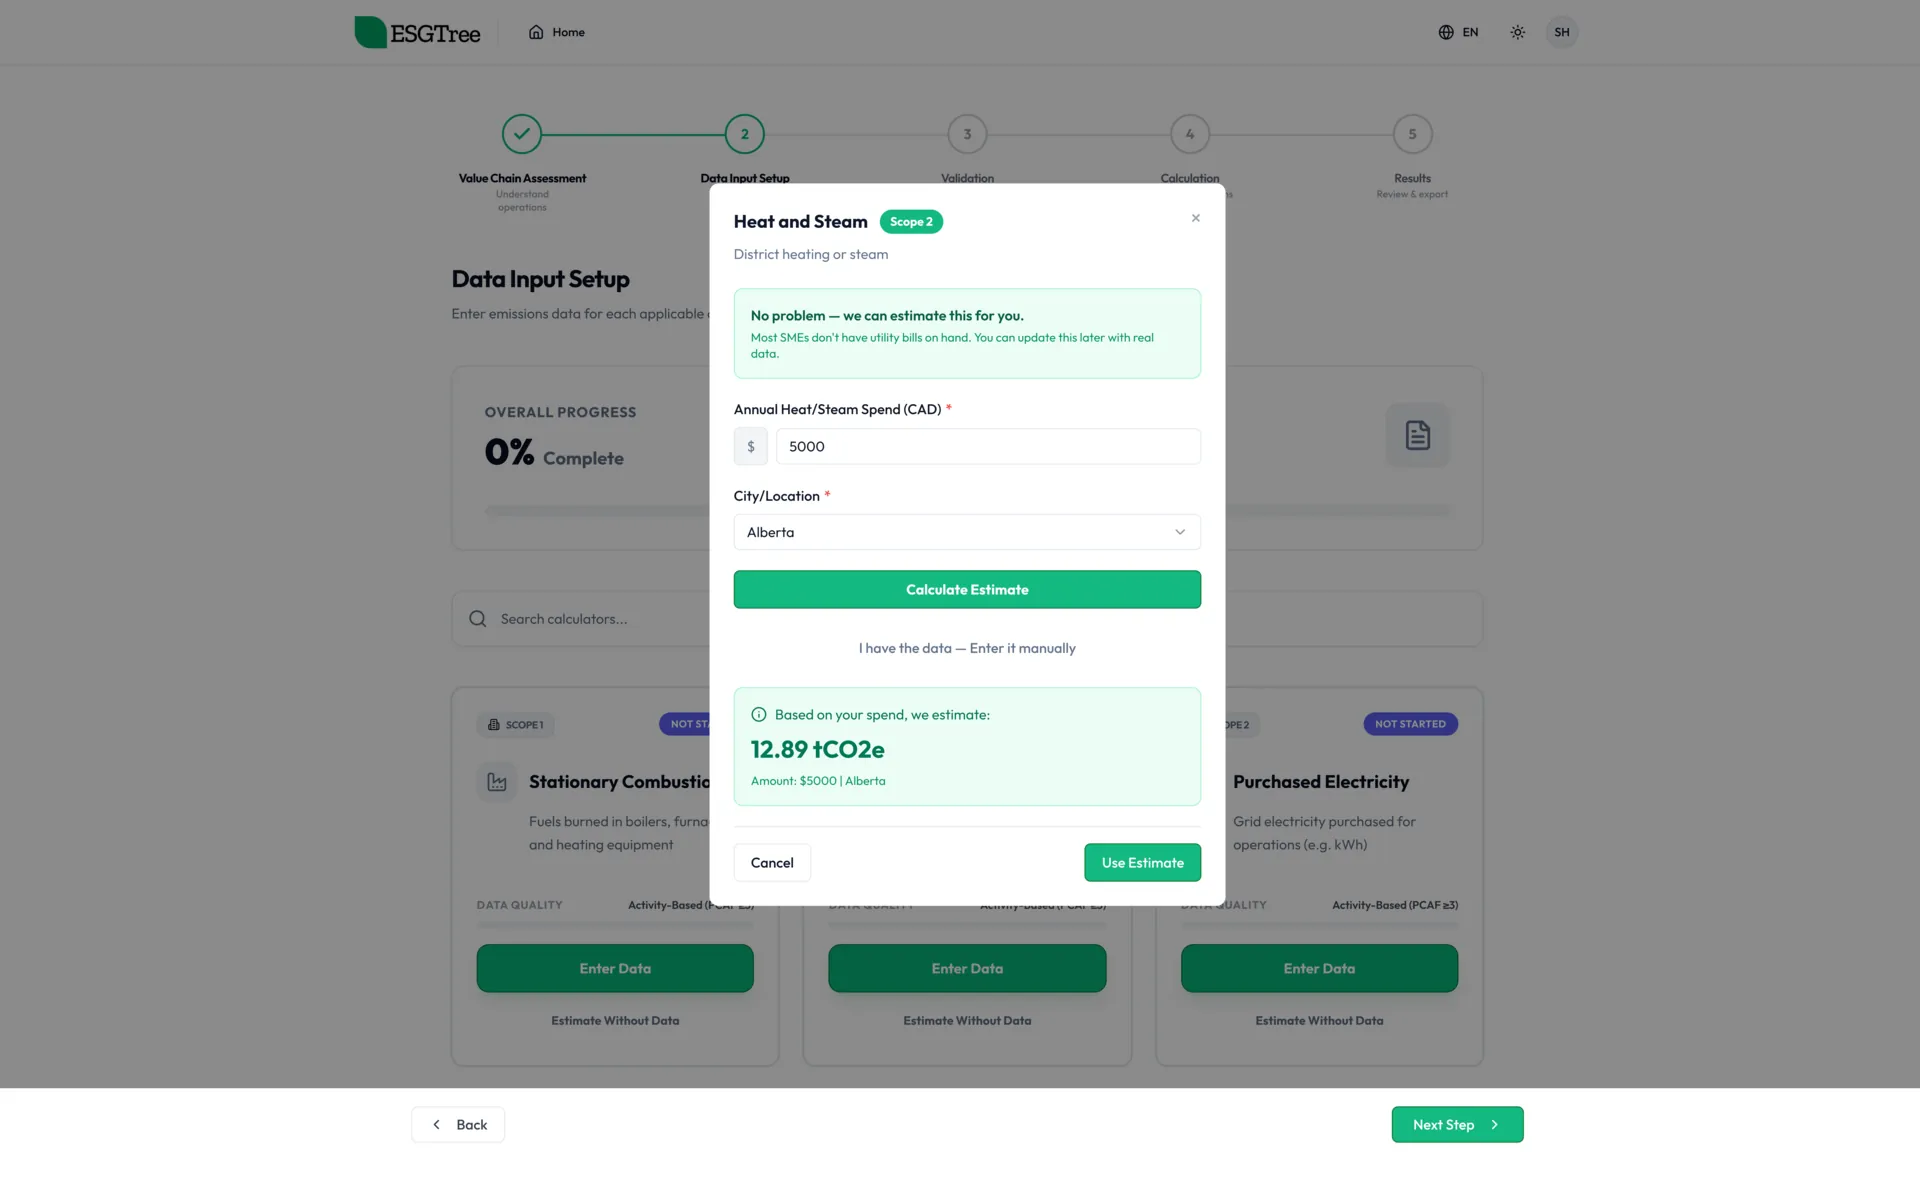 ESGTree
Home
EN
SH
2
3
4
5
Value Chain Assessment
Data Input Setup
Validation
Calculation
Results
Understand
operations
Review & export
Heat and Steam
Scope 2
×
District heating or steam
Data Input Setup
Enter emissions data for each applicable
No problem — we can estimate this for you.
Most SMEs don't have utility bills on hand. You can update this later with real
data.
OVERALL PROGRESS
0% Complete
Annual Heat/Steam Spend (CAD) *
$
5000
City/Location *
Alberta
Calculate Estimate
Search calculators...
I have the data — Enter it manually
Based on your spend, we estimate:
12.89 tCO2e
Amount: $5000 | Alberta
Cancel
Use Estimate
SCOPE 1
NOT STARTED
Stationary Combustio
Purchased Electricity
Fuels burned in boilers, furna
and heating equipment
Grid electricity purchased for
operations (e.g. kWh)
DATA QUALITY
Activity-Based (PCAF ≥3)
Enter Data
Enter Data
Enter Data
Estimate Without Data
Estimate Without Data
Estimate Without Data
Back
Next Step